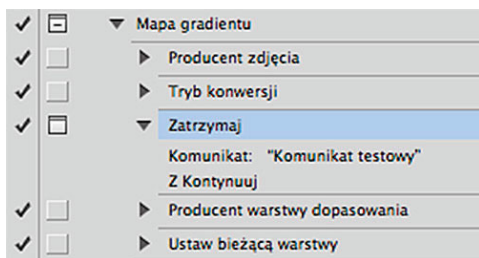 Mapa gradientu
Producent zdjęcia
Tryb konwersji
Zatrzymaj
Komunikat: "Komunikat testowy"
Z Kontynuuj
Producent warstwy dopasowania
Ustaw bieżącą warstwy